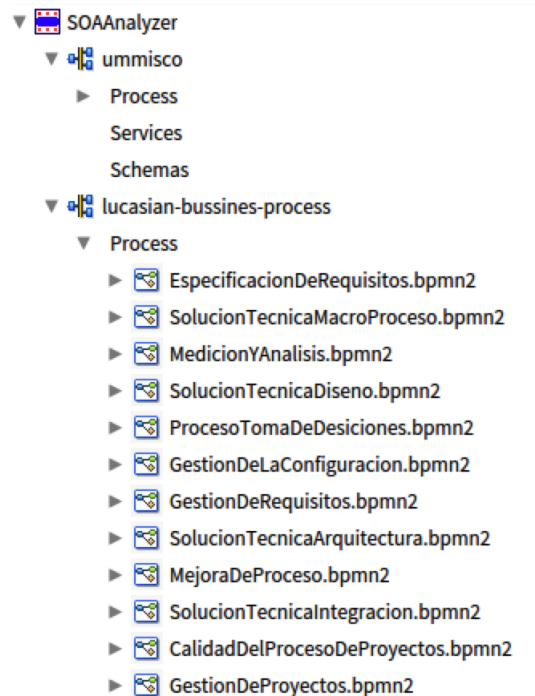 SOAAnalyzer
ummisco
Process
Services
Schemas
lucasian-bussines-process
Process
EspecificacionDeRequisitos.bpmn2
SolucionTecnicaMacroProceso.bpmn2
MedicionYAnalisis.bpmn2
SolucionTecnicaDiseno.bpmn2
ProcesoTomaDeDesiciones.bpmn2
GestionDeLaConfiguracion.bpmn2
GestionDeRequisitos.bpmn2
SolucionTecnicaArquitectura.bpmn2
MejoraDeProceso.bpmn2
SolucionTecnicaIntegracion.bpmn2
CalidadDelProcesoDeProyectos.bpmn2
GestionDeProyectos.bpmn2